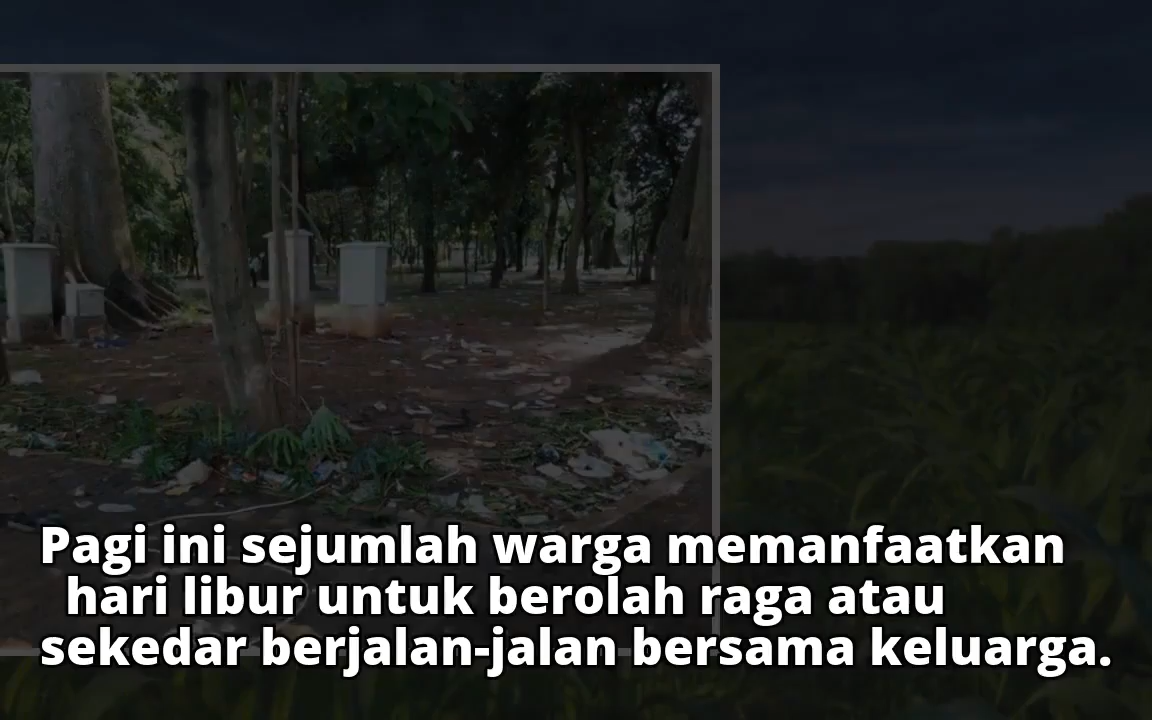 Pagi ini sejumlah warga memanfaatkan
hari libur untuk berolah raga atau
sekedar berjalan-jalan bersama keluarga.